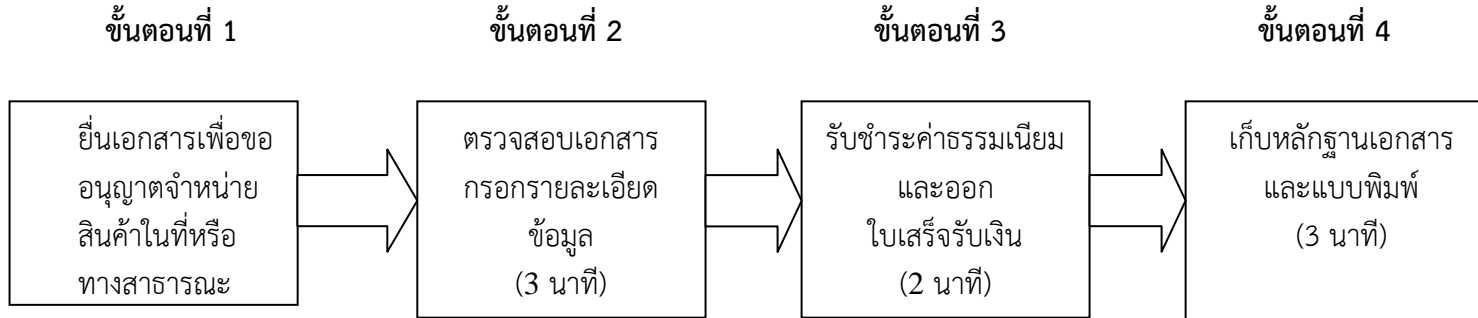 ขั้นตอนที่ 1
ขั้นตอนที่ 2
ขั้นตอนที่ 3
ขั้นตอนที่ 4
ยื่นเอกสารเพื่อขอ
อนุญาตจำหน่าย
สินค้าในที่หรือ
ทางสาธารณะ
ตรวจสอบเอกสาร
กรอกรายละเอียด
ข้อมูล
(3 นาที)
รับชำระค่าธรรมเนียม
และออก
ใบเสร็จรับเงิน
(2 นาที)
เก็บหลักฐานเอกสาร
และแบบพิมพ์
(3 นาที)